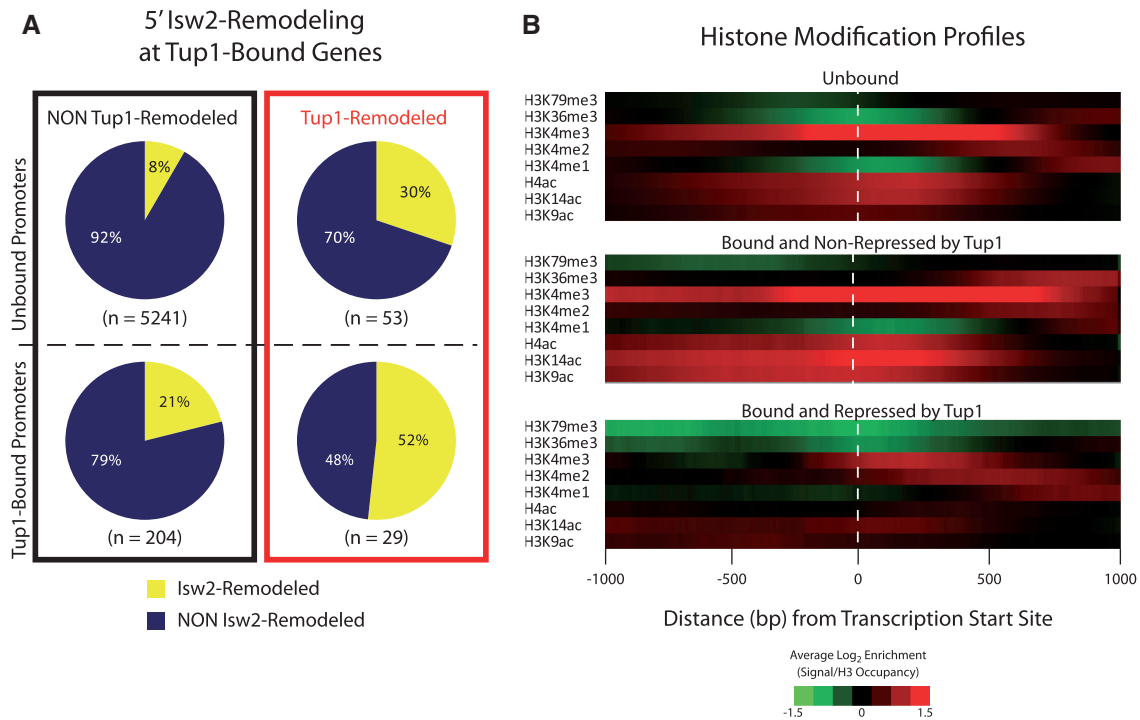 A
5′ Isw2-Remodeling
at Tup1-Bound Genes
NON Tup1-Remodeled
Tup1-Remodeled
Unbound Promoters
8%
92%
(n = 5241)
30%
70%
(n = 53)
Tup1-Bound Promoters
21%
79%
(n = 204)
52%
48%
(n = 29)
Isw2-Remodeled
NON Isw2-Remodeled
B
Histone Modification Profiles
Unbound
H3K79me3
H3K36me3
H3K4me3
H3K4me2
H3K4me1
H4ac
H3K14ac
H3K9ac
Bound and Non-Repressed by Tup1
H3K79me3
H3K36me3
H3K4me3
H3K4me2
H3K4me1
H4ac
H3K14ac
H3K9ac
Bound and Repressed by Tup1
H3K79me3
H3K36me3
H3K4me3
H3K4me2
H3K4me1
H4ac
H3K14ac
H3K9ac
-1000 -500 0 500 1000
Distance (bp) from Transcription Start Site
Average Log2 Enrichment
(Signal/H3 Occupancy)
-1.5 0 1.5